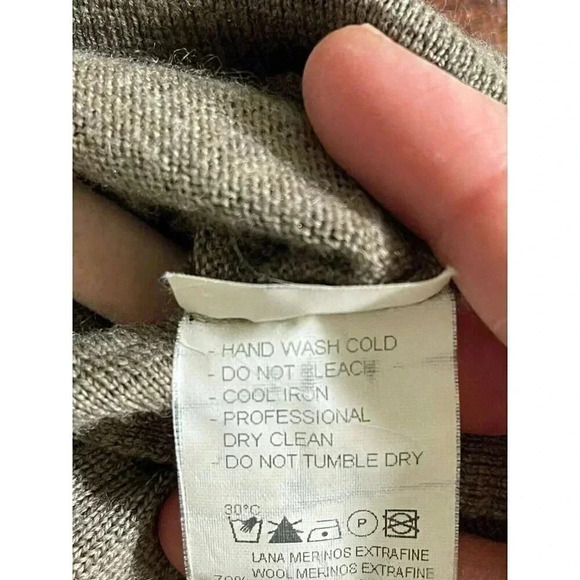 - HAND WASH COLD
- DO NOT BLEACH
- COOL IRON
- PROFESSIONAL
DRY CLEAN
- DO NOT TUMBLE DRY
30°C
P
LANA MERINOS EXTRAFINE
70% WOOL MERINOS EXTRAFINE